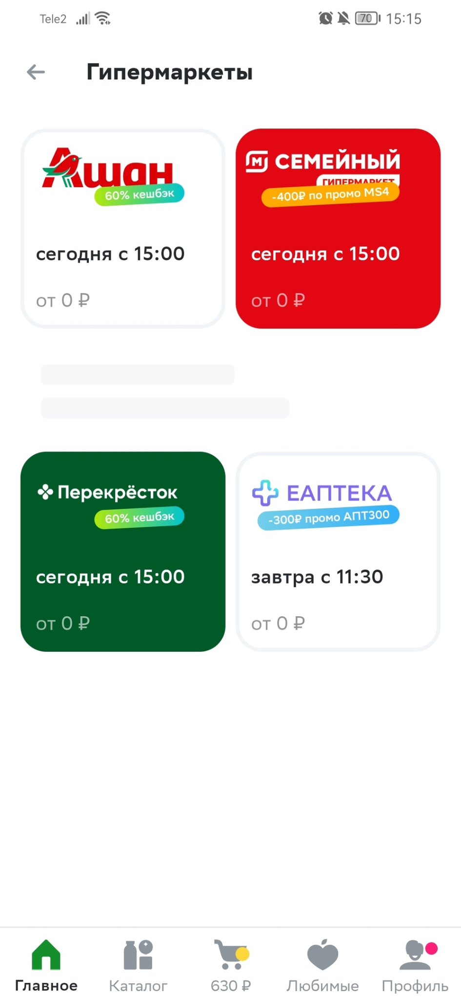 Tele2 70 15:15
Гипермаркеты
Ашан
60% кешбэк
сегодня с 15:00
от 0 ₽
М СЕМЕЙНЫЙ
ГИПЕРМАРКЕТ
-400₽ по промо MS4
сегодня с 15:00
от 0 ₽
Перекрёсток
60% кешбэк
сегодня с 15:00
от 0 ₽
ЕАПТЕКА
-300₽ промо АПТ300
завтра с 11:30
от 0 ₽
Главное Каталог 630 ₽ Любимые Профиль